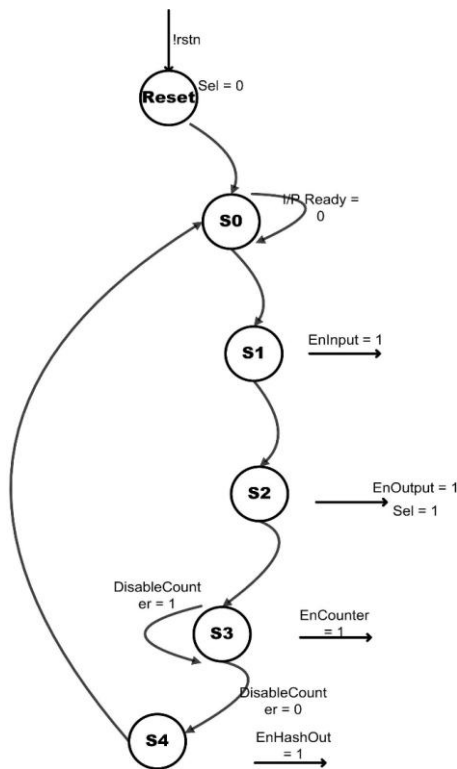 !rstn
Reset
Sel = 0
I/P Ready =
0
S0
S1
EnInput = 1
S2
EnOutput = 1
Sel = 1
DisableCount
er = 1
S3
EnCounter
= 1
DisableCount
er = 0
S4
EnHashOut
= 1